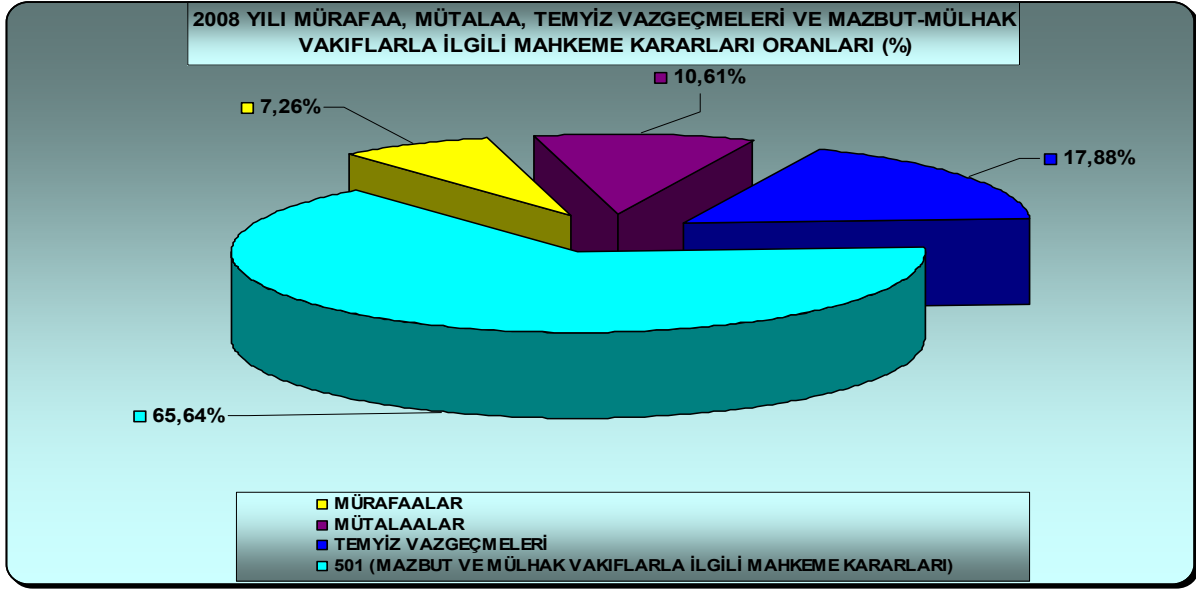 2008 YILI MÜRAFAA, MÜTALAA, TEMYİZ VAZGEÇMELERİ VE MAZBUT-MÜLHAK
VAKIFLARLA İLGİLİ MAHKEME KARARLARI ORANLARI (%)
10,61%
7,26%
17,88%
65,64%
MÜRAFAALAR
MÜTALAALAR
TEMYİZ VAZGEÇMELERİ
501 (MAZBUT VE MÜLHAK VAKIFLARLA İLGİLİ MAHKEME KARARLARI)